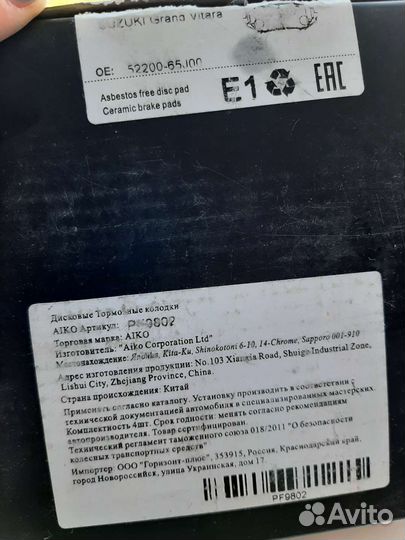 SUZUKI Grand Vitara
OE: 52200-65J00
Asbestos free disc pad
Ceramic brake pads
E1
EAC
Дисковые Тормозные колодки
AIKO Артикул: PF9802
Торговая марка: AIKO
Изготовитель: "Aiko Corporation Ltd"
Местонахождение: Япония, Kita-Ku, Shinokotoni 6-10, 14-Chrome, Sapporo 001-910
Адрес изготовления продукции: No.103 Xiangxia Road, Shuige Industrial Zone,
Lishui City, Zhejiang Province, China.
Страна происхождения: Китай
Применять согласно каталогу. Установку производить в соответствии с
технической документацией автомобиля в специализированных мастерских.
Комплектность 4шт. Срок годности: менять согласно рекомендациям
автопроизводителя. Товар сертифицирован.
Технический регламент таможенного союза 018/2011 "О безопасности
колесных транспортных средств"
Импортер: ООО "Горизонт-плюс", 353915, Россия, Краснодарский край,
город Новороссийск, улица Украинская, дом 17.
PF9802
Avito